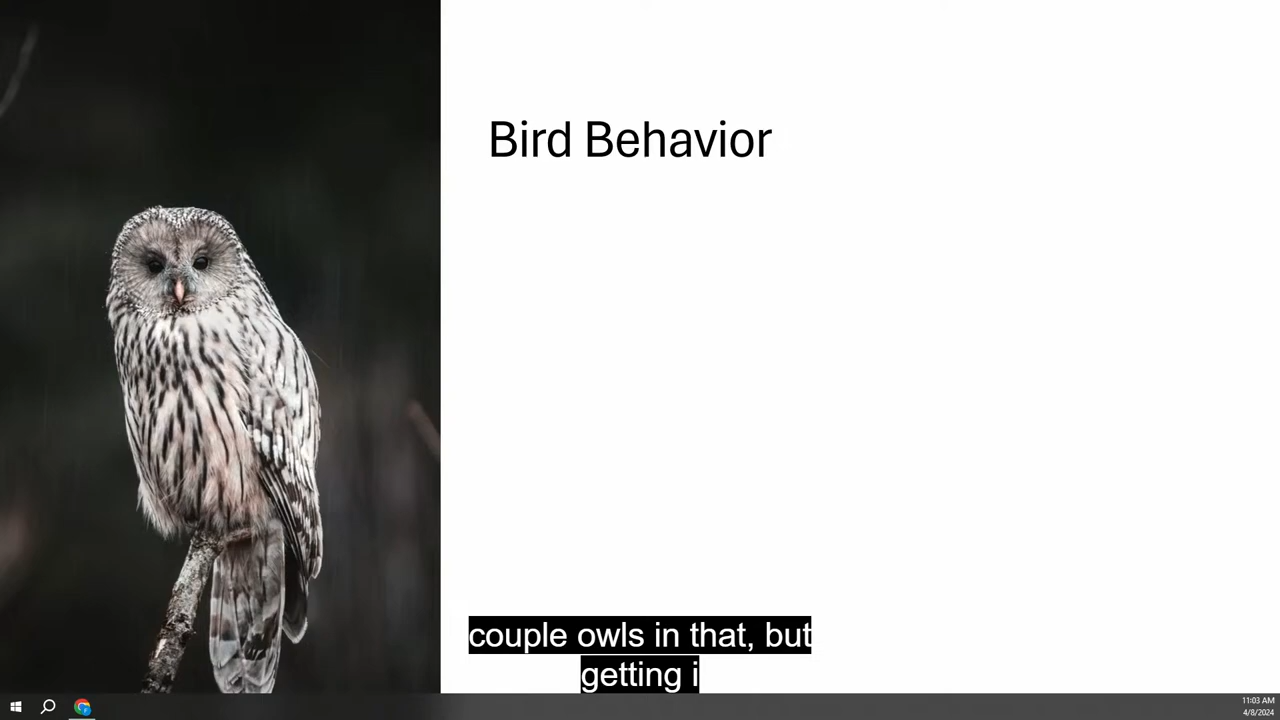 Bird Behavior
couple owls in that, but
getting i
11:03 AM
4/8/2024